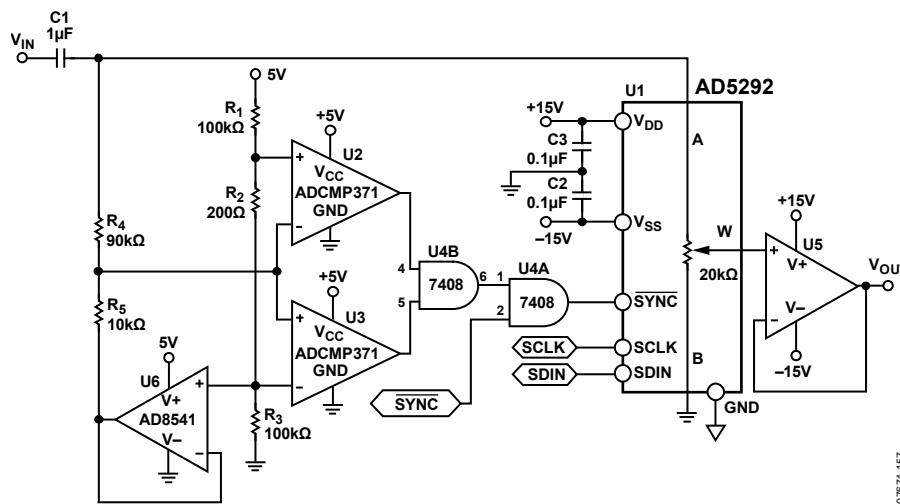 C1
1µF
VIN
5V
R1
100kΩ
R2
200Ω
R4
90kΩ
R5
10kΩ
R3
100kΩ
+5V
U2
+
VCC
ADCMP371
GND
–
+5V
U3
+
VCC
ADCMP371
GND
–
5V
U6
V+
+
AD8541
V–
–
U4B
4
7408
6
5
U4A
1
7408
2
SYNC
SCLK
SDIN
U1
AD5292
+15V
VDD
C3
0.1µF
C2
0.1µF
–15V
VSS
A
W
20kΩ
B
SYNC
SCLK
SDIN
GND
+15V
U5
+
V+
V–
–
–15V
VOU